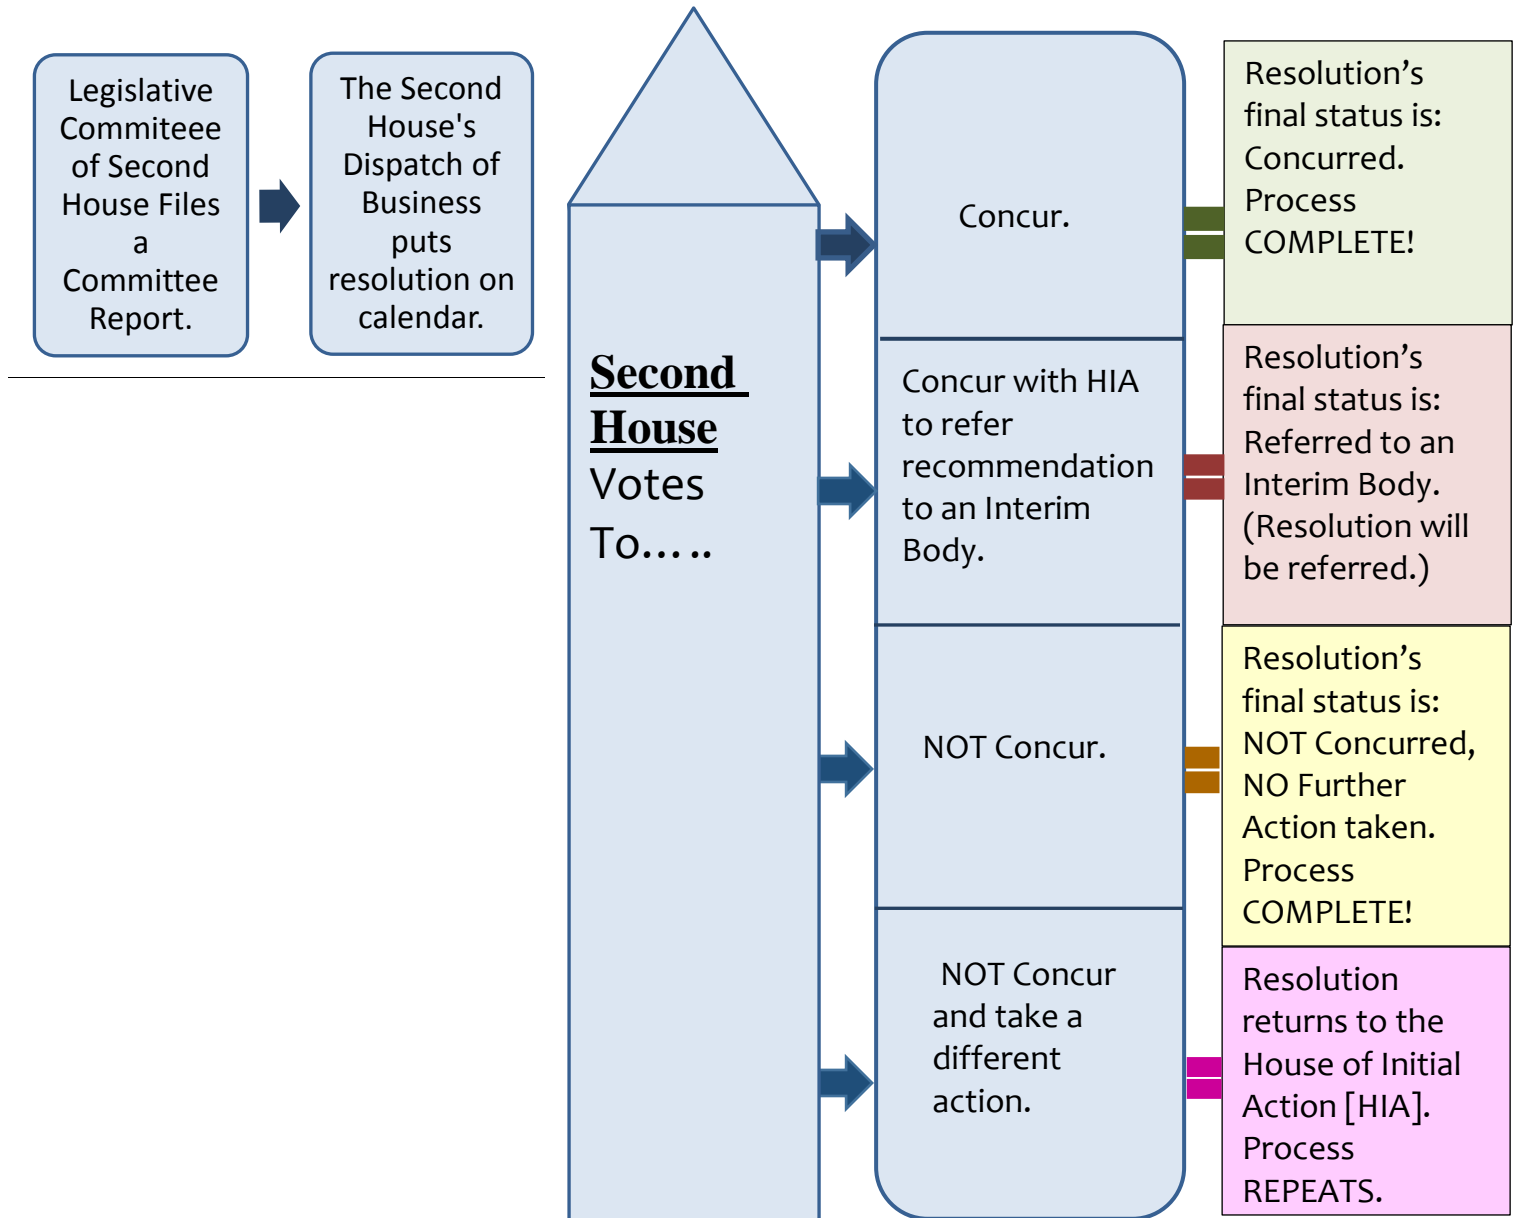 Legislative
Commiteee
of Second
House Files
a
Committee
Report.
The Second
House's
Dispatch of
Business
puts
resolution on
calendar.
Second
House
Votes
To.....
Concur.
Concur with HIA
to refer
recommendation
to an Interim
Body.
NOT Concur.
NOT Concur
and take a
different
action.
Resolution’s
final status is:
Concurred.
Process
COMPLETE!
Resolution’s
final status is:
Referred to an
Interim Body.
(Resolution will
be referred.)
Resolution’s
final status is:
NOT Concurred,
NO Further
Action taken.
Process
COMPLETE!
Resolution
returns to the
House of Initial
Action [HIA].
Process
REPEATS.